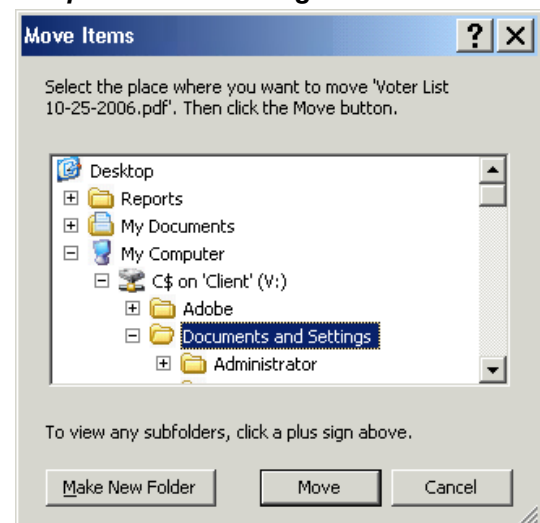 Move Items
Select the place where you want to move 'Voter List
10-25-2006.pdf'. Then click the Move button.
Desktop
Reports
My Documents
My Computer
C$ on 'Client' (V:)
Adobe
Documents and Settings
Administrator
To view any subfolders, click a plus sign above.
Make New Folder Move Cancel